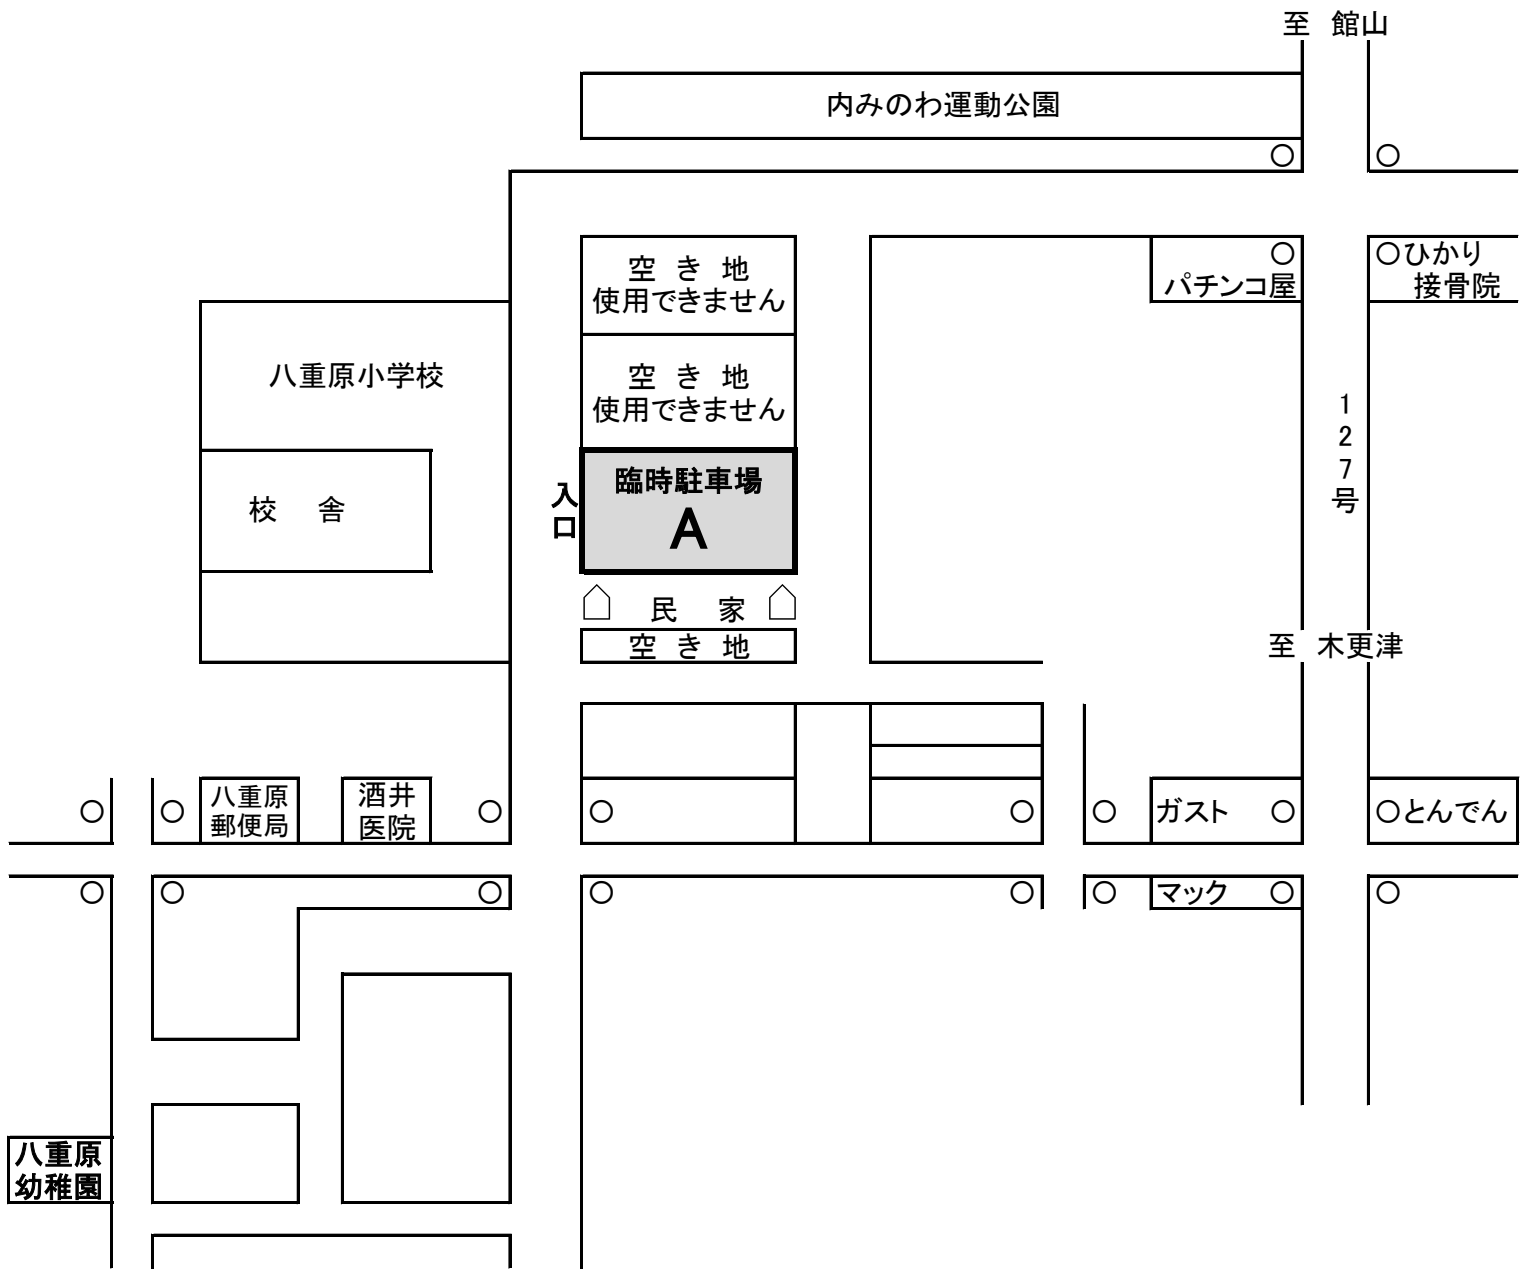 至　館山
内みのわ運動公園
空　き　地
使用できません
パチンコ屋
ひかり
接骨院
八重原小学校
空　き　地
使用できません
127号
臨時駐車場
A
入口
校　舎
民　家
空　き　地
至　木更津
八重原
郵便局
酒井
医院
ガスト
とんでん
マック
八重原
幼稚園